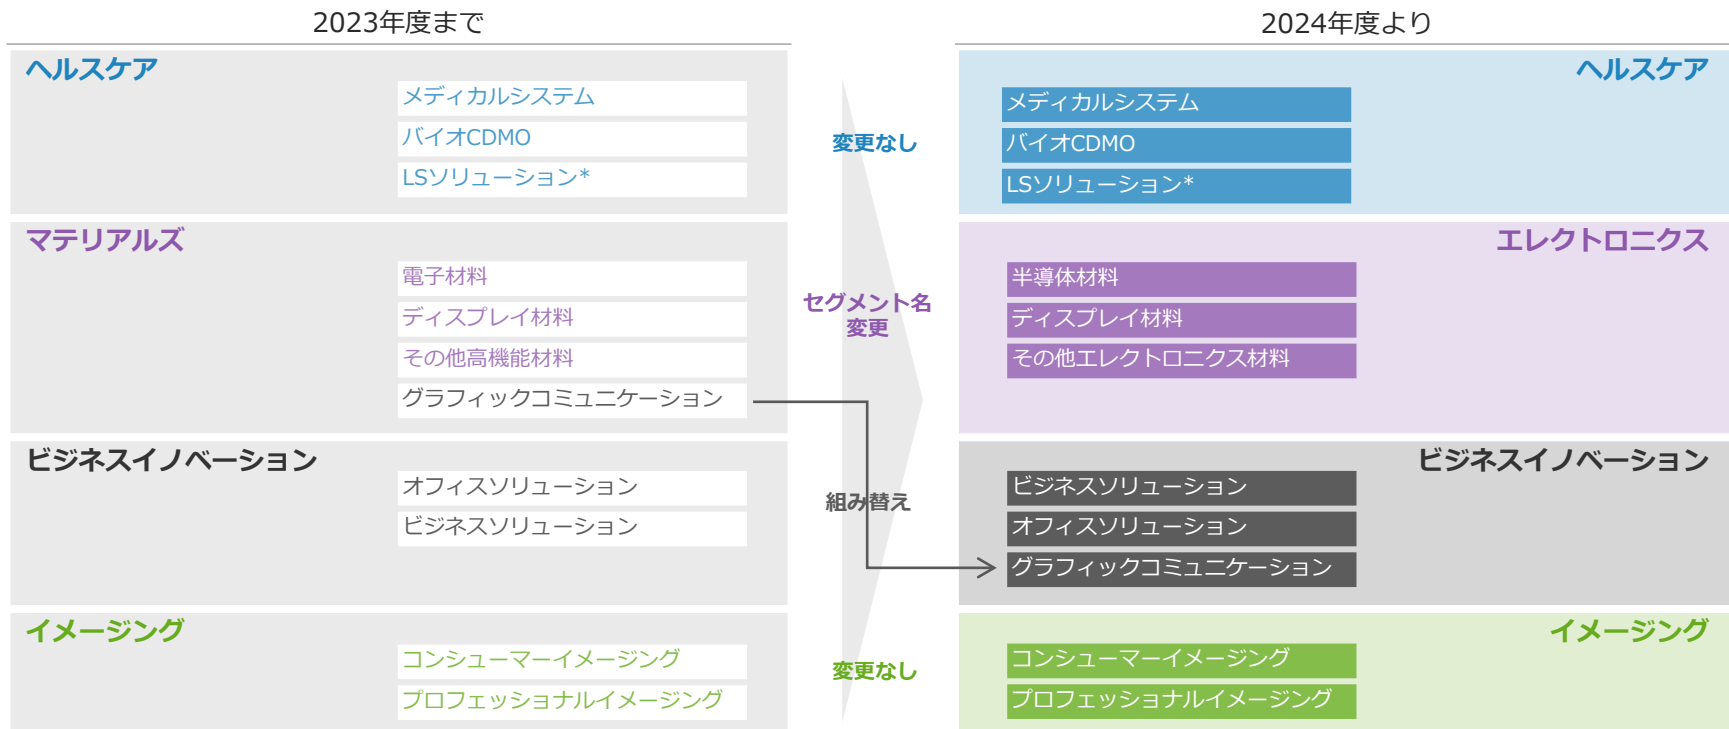 2023年度まで
2024年度より
ヘルスケア
メディカルシステム
バイオCDMO
LSソリューション*
変更なし
ヘルスケア
メディカルシステム
バイオCDMO
LSソリューション*
マテリアルズ
電子材料
ディスプレイ材料
その他高機能材料
グラフィックコミュニケーション
セグメント名
変更
エレクトロニクス
半導体材料
ディスプレイ材料
その他エレクトロニクス材料
ビジネスイノベーション
オフィスソリューション
ビジネスソリューション
組み替え
ビジネスイノベーション
ビジネスソリューション
オフィスソリューション
グラフィックコミュニケーション
イメージング
コンシューマーイメージング
プロフェッショナルイメージング
変更なし
イメージング
コンシューマーイメージング
プロフェッショナルイメージング